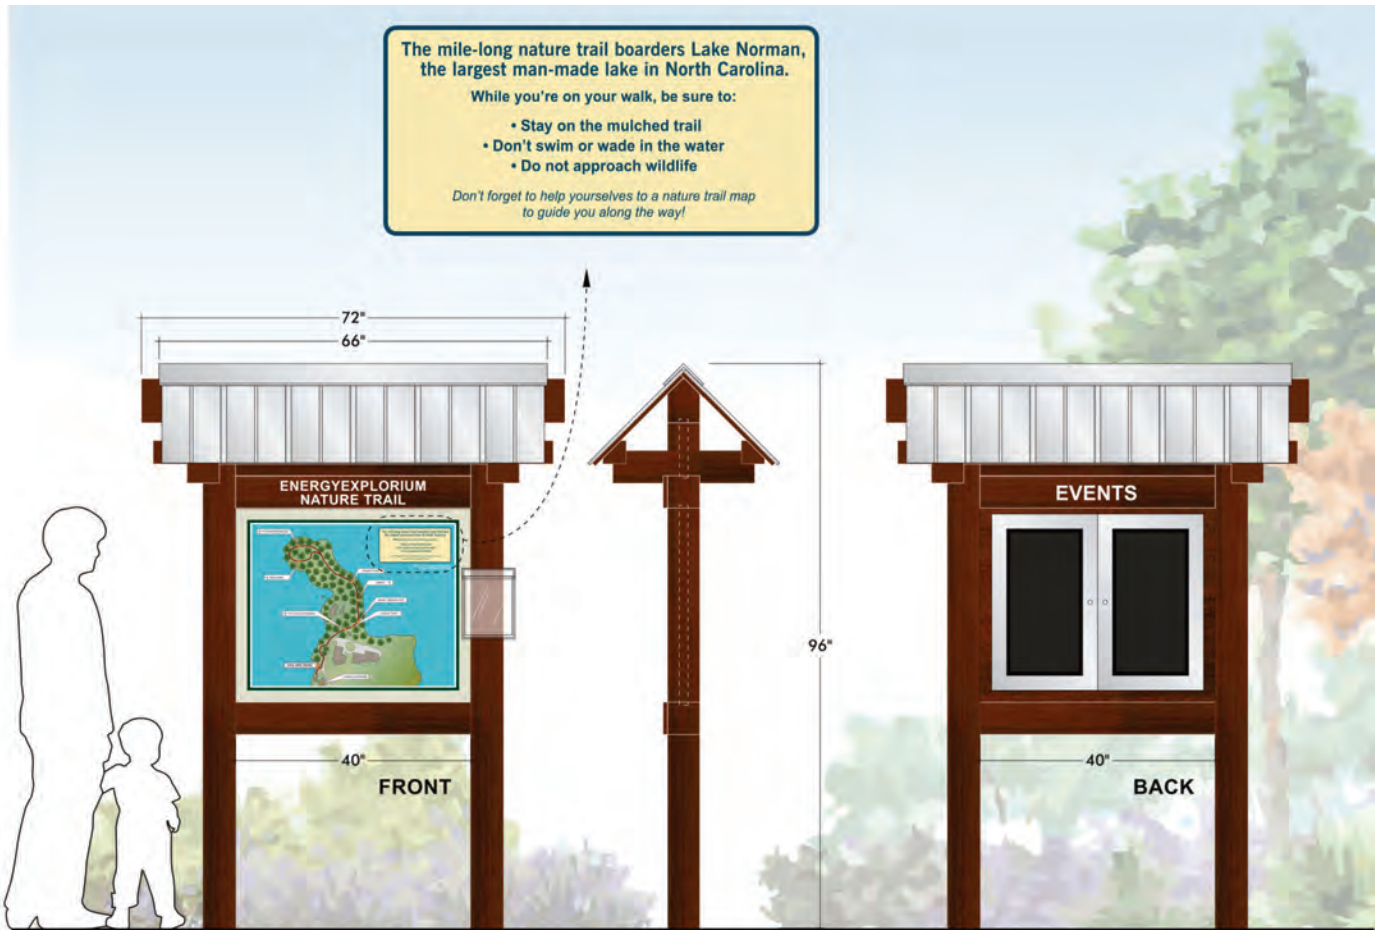 The mile-long nature trail boarders Lake Norman,
the largest man-made lake in North Carolina.
While you're on your walk, be sure to:
• Stay on the mulched trail
• Don't swim or wade in the water
• Do not approach wildlife
Don't forget to help yourselves to a nature trail map
to guide you along the way!
72"
66"
ENERGYEXPLORIUM
NATURE TRAIL
EVENTS
96"
40"
FRONT
40"
BACK